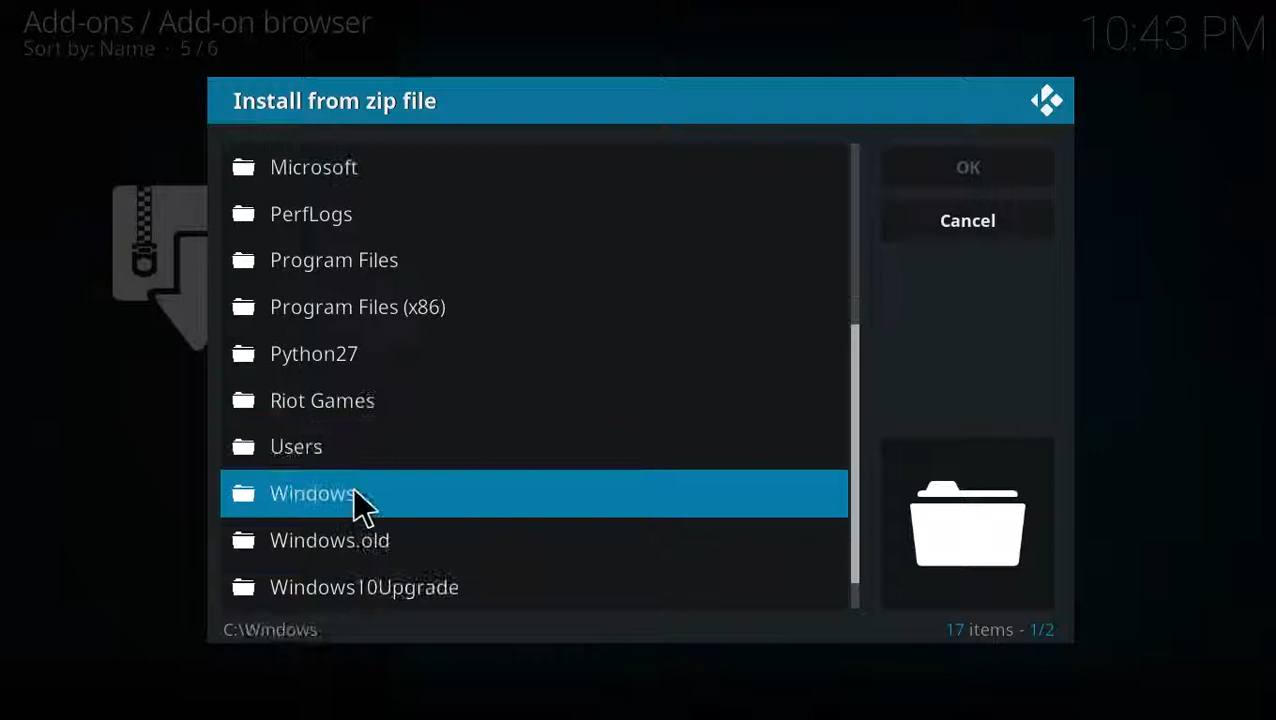 Add-ons / Add-on browser
Sort by: Name · 5 / 6
10:43 PM
Install from zip file
Microsoft
PerfLogs
Program Files
Program Files (x86)
Python27
Riot Games
Users
Windows
Windows.old
Windows10Upgrade
OK
Cancel
C:\Windows
17 items - 1/2